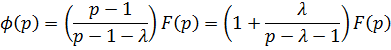 ϕ(p) = ((p − 1)/(p − 1 − λ)) F(p) = (1 + λ/(p − λ − 1)) F(p)